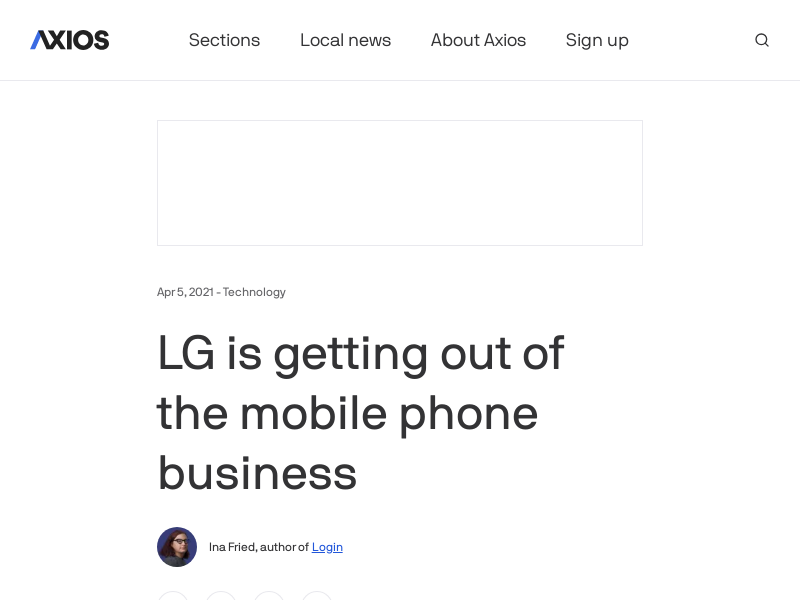 AXIOS
Sections
Local news
About Axios
Sign up
Apr 5, 2021 - Technology
LG is getting out of
the mobile phone
business
Ina Fried, author of Login